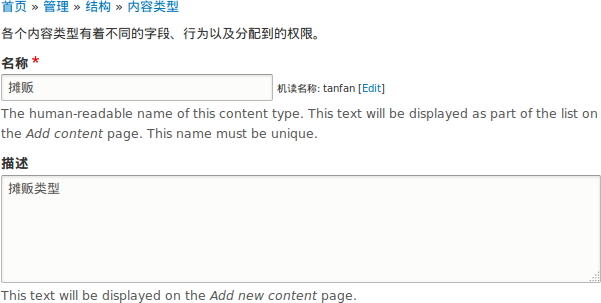 首页 » 管理 » 结构 » 内容类型
各个内容类型有着不同的字段、行为以及分配到的权限。
名称 *
摊贩 机读名称: tanfan [Edit]
The human-readable name of this content type. This text will be displayed as part of the list on
the Add content page. This name must be unique.
描述
摊贩类型
This text will be displayed on the Add new content page.